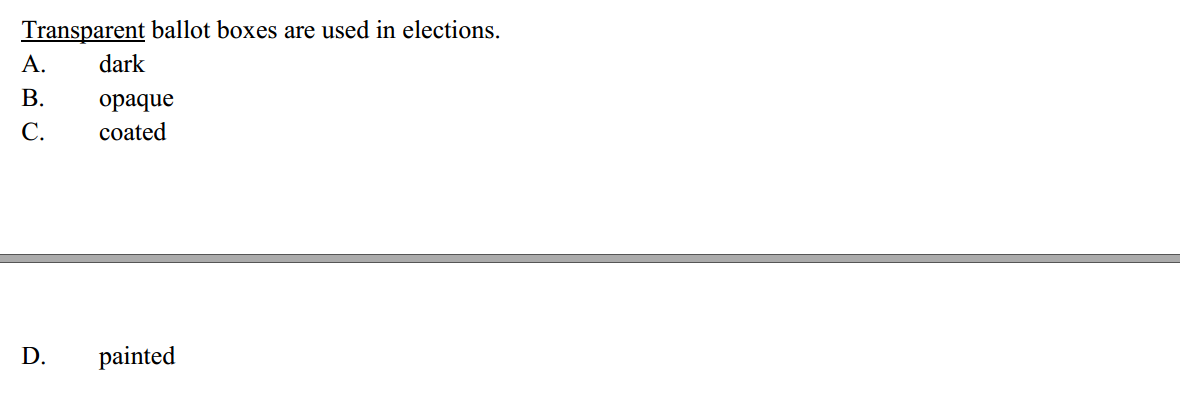 Transparent ballot boxes are used in elections.
A. dark
B. opaque
C. coated
D. painted